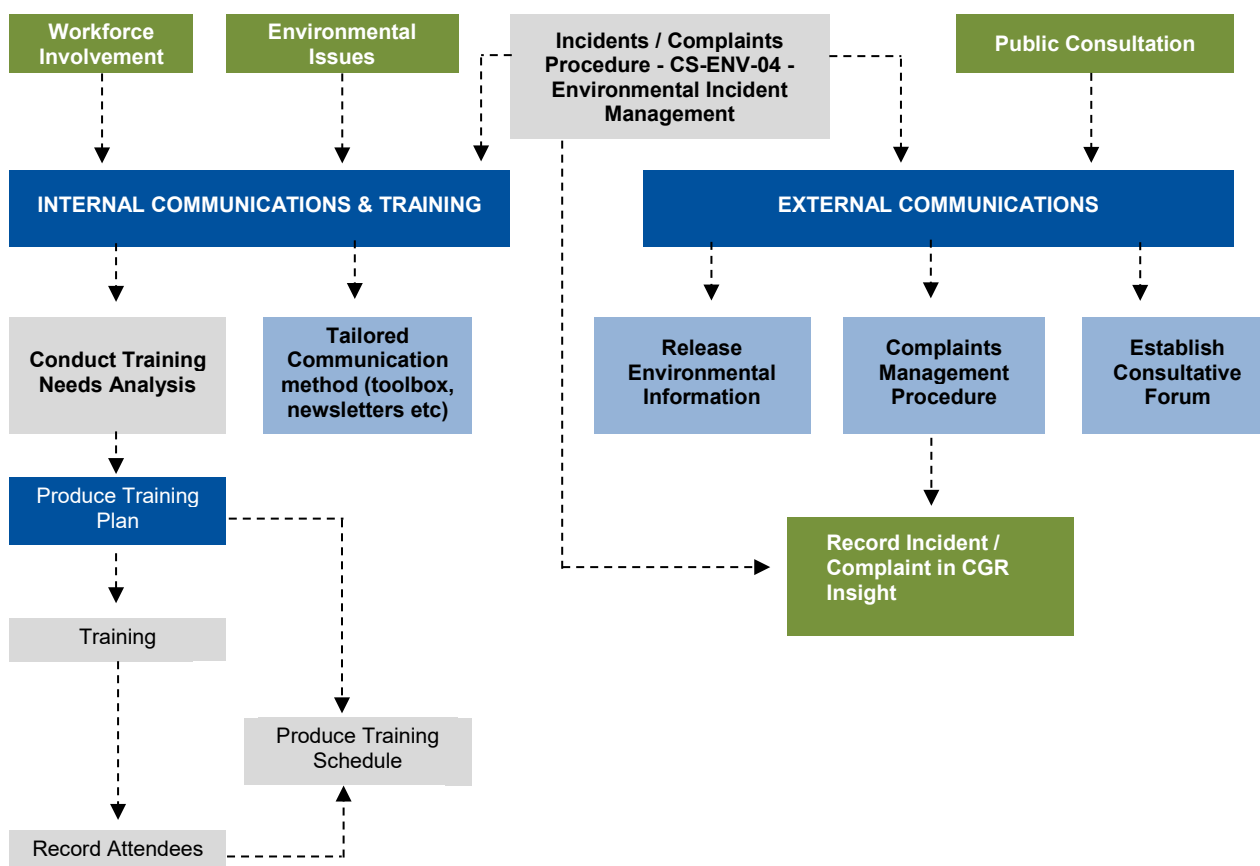 Workforce
Involvement
Environmental
Issues
Incidents / Complaints
Procedure - CS-ENV-04 -
Environmental Incident
Management
Public Consultation
INTERNAL COMMUNICATIONS & TRAINING
EXTERNAL COMMUNICATIONS
Conduct Training
Needs Analysis
Tailored
Communication
method (toolbox,
newsletters etc)
Release
Environmental
Information
Complaints
Management
Procedure
Establish
Consultative
Forum
Produce Training
Plan
Record Incident /
Complaint in CGR
Insight
Training
Produce Training
Schedule
Record Attendees